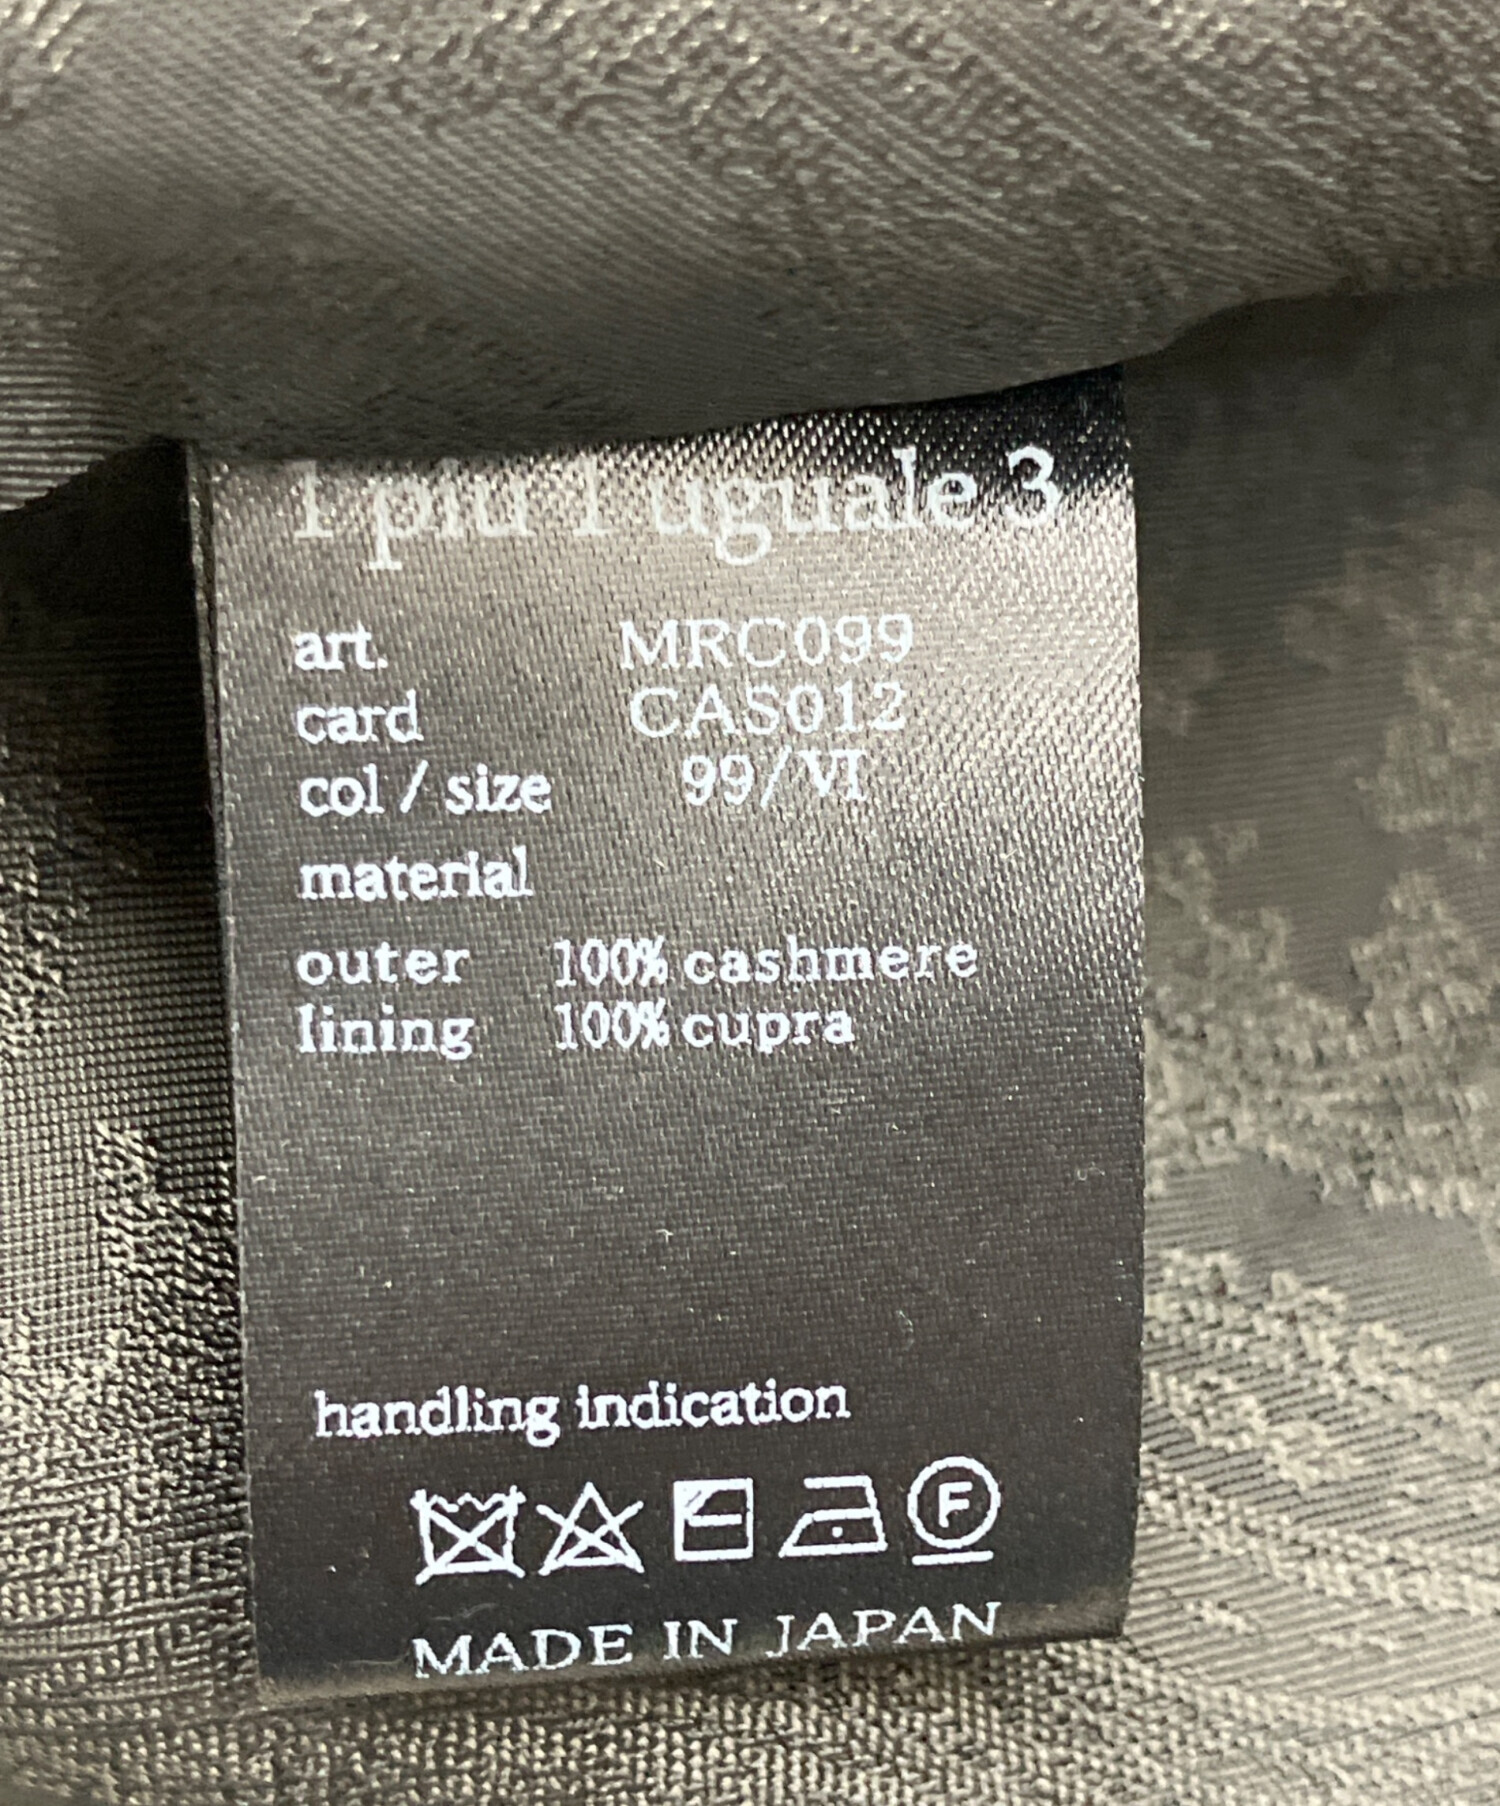 1 piu 1 uguale 3
art. MRC099
card CAS012
col / size 99/VI
material
outer 100% cashmere
lining 100% cupra
handling indication
F
MADE IN JAPAN